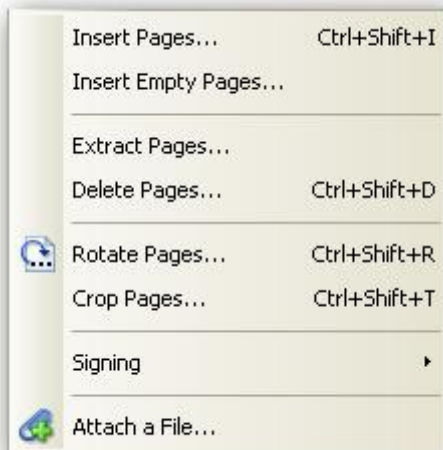 Insert Pages... Ctrl+Shift+I
Insert Empty Pages...
Extract Pages...
Delete Pages... Ctrl+Shift+D
Rotate Pages... Ctrl+Shift+R
Crop Pages... Ctrl+Shift+T
Signing
Attach a File...